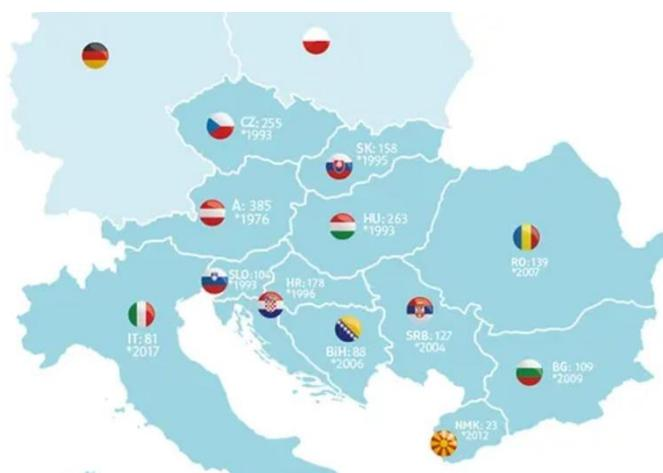 CZ: 255
*1993
SK: 158
*1995
A: 385
*1976
HU: 263
*1993
RO: 139
*2007
SLO: 104
*1993
HR: 178
*1996
IT: 81
*2017
BiH: 88
*2006
SRB: 127
*2004
BG: 109
*2009
NMK: 23
*2012